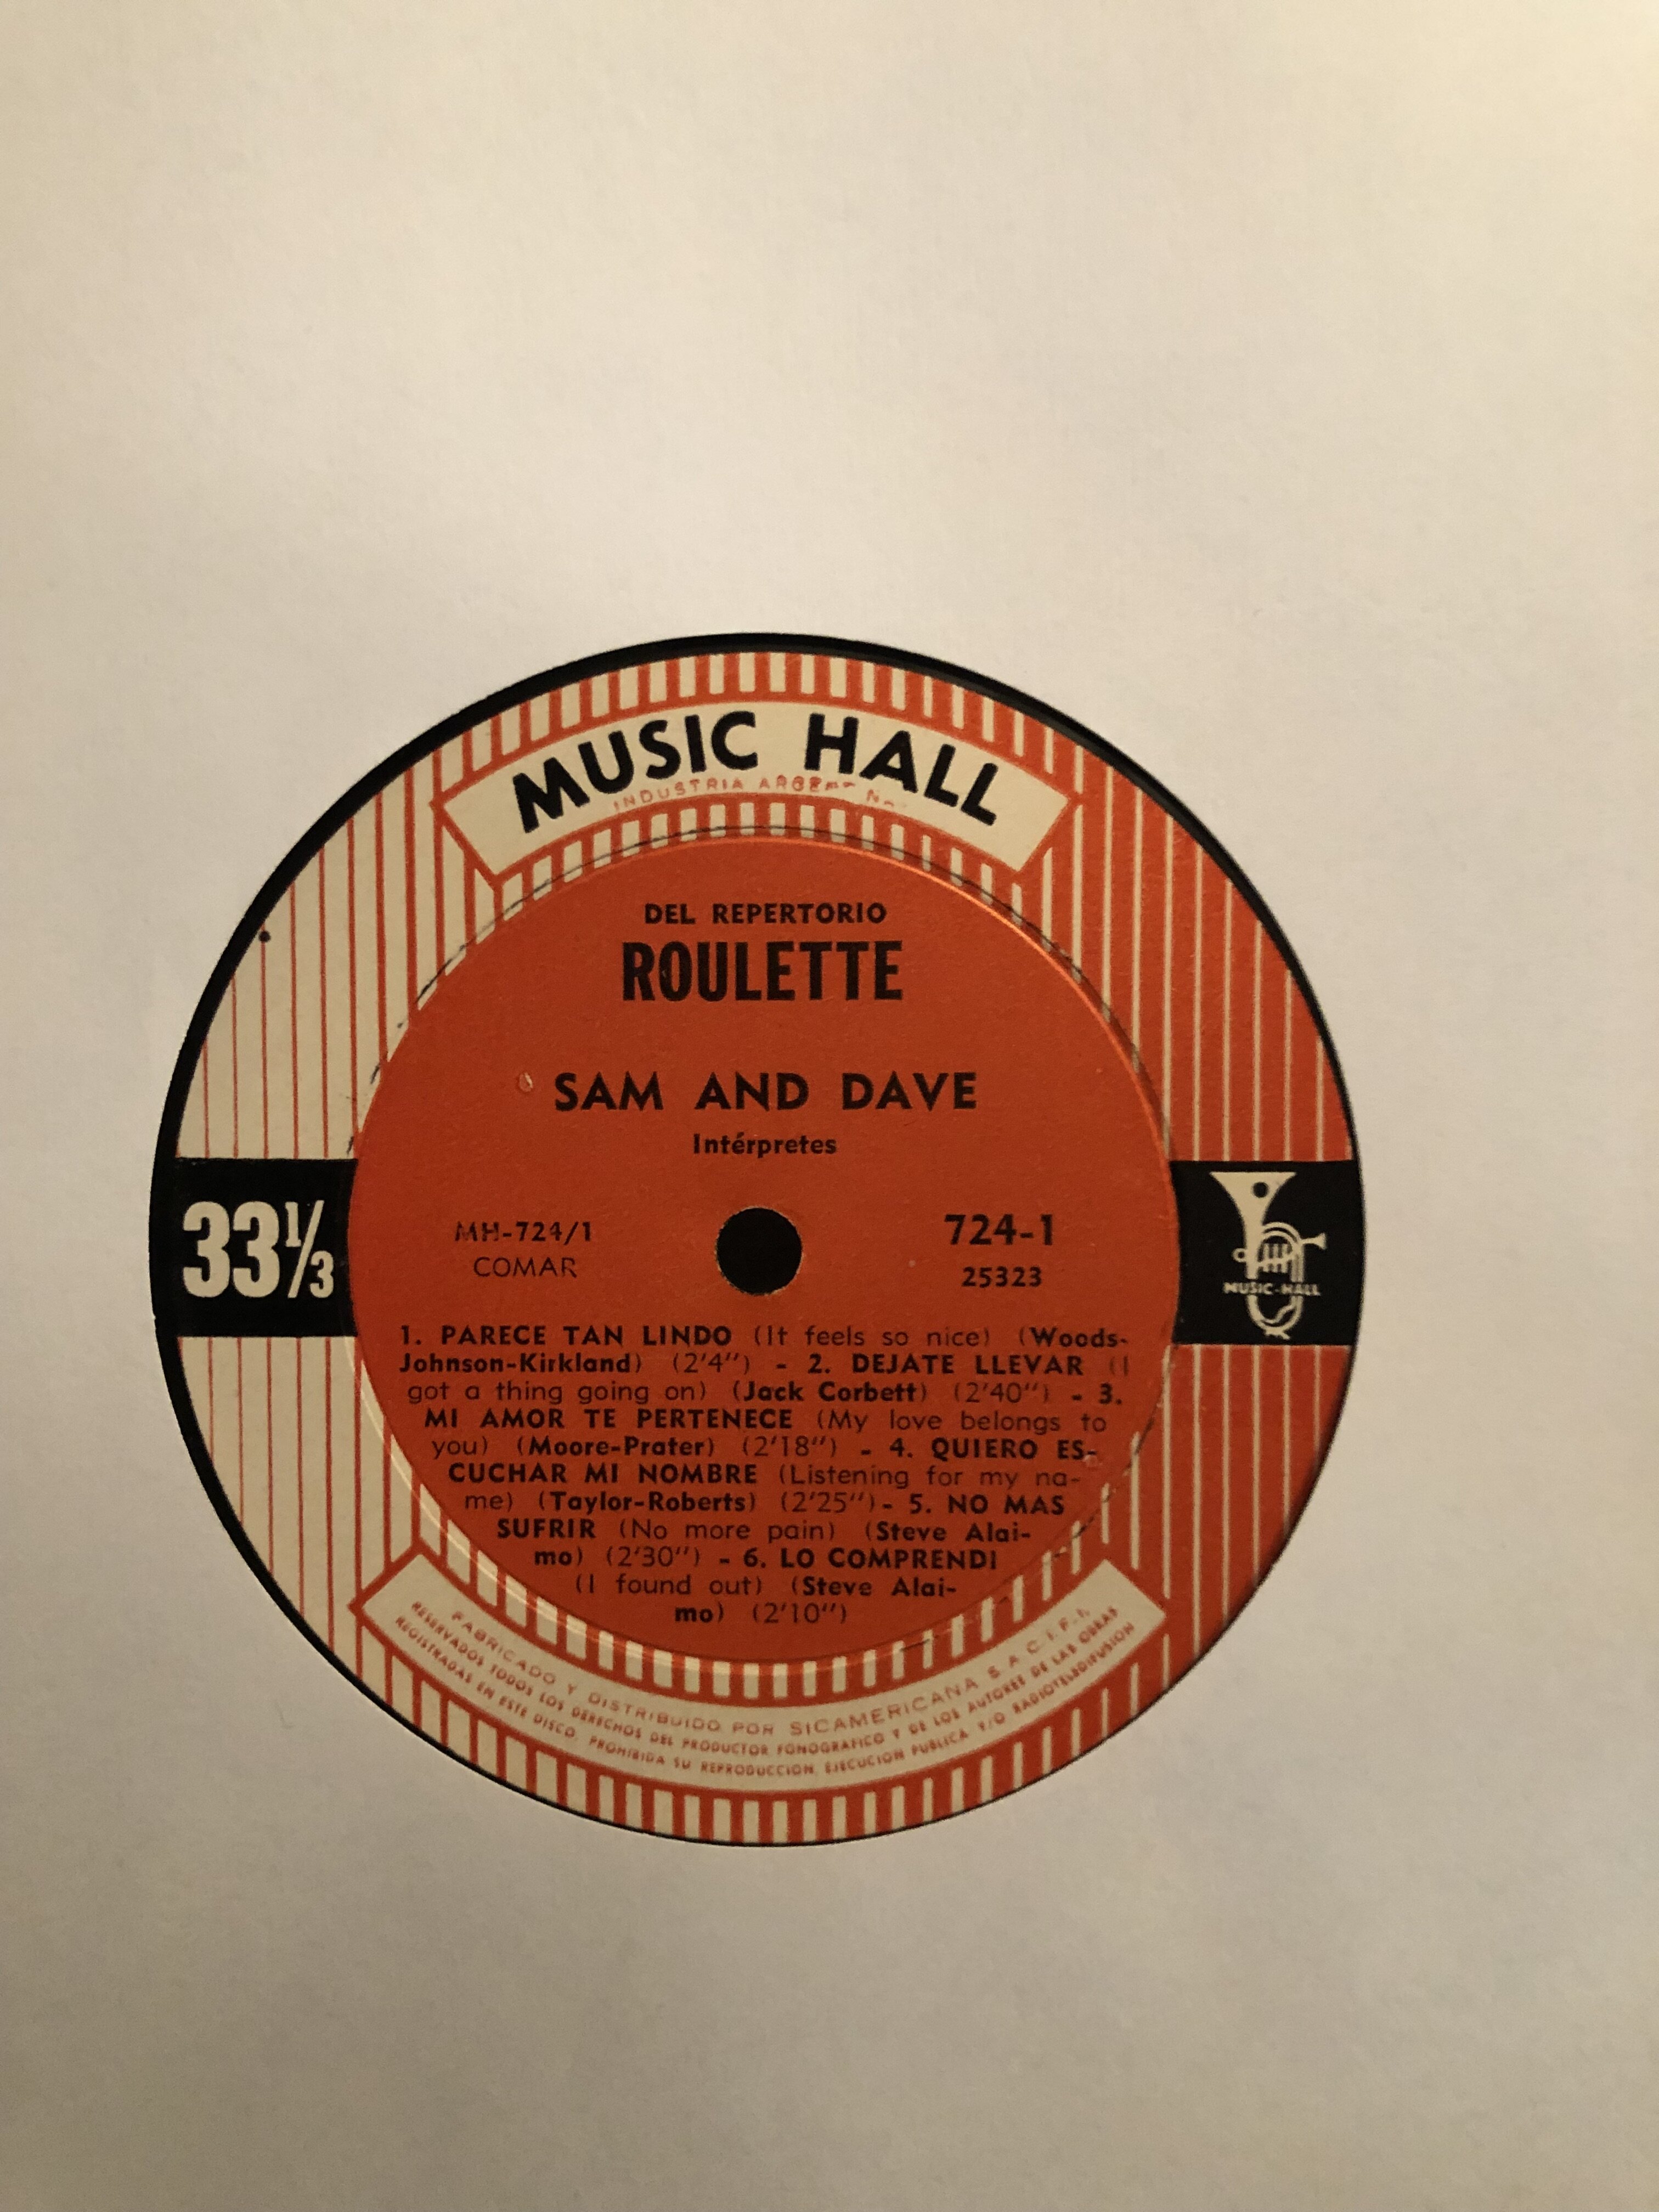 MUSIC HALL
INDUSTRIA
DEL REPERTORIO
ROULETTE
SAM AND DAVE
Intérpretes
33⅓
MH-724/1
COMAR
724-1
25323
MUSIC-HALL
1. PARECE TAN LINDO (It feels so nice) (Woods-
Johnson-Kirkland) (2'4") - 2. DEJATE LLEVAR (I
got a thing going on) (Jack Corbett) (2'40") - 3.
MI AMOR TE PERTENECE (My love belongs to
you) (Moore-Prater) (2'18") - 4. QUIERO ES-
CUCHAR MI NOMBRE (Listening for my na-
me) (Taylor-Roberts) (2'25") - 5. NO MAS
SUFRIR (No more pain) (Steve Alai-
mo) (2'30") - 6. LO COMPRENDI
(I found out) (Steve Alai-
mo) (2'10")
FABRICADO Y DISTRIBUIDO POR SICAMERICANA S. A. C. I. F. I.
RESERVADOS TODOS LOS DERECHOS DEL PRODUCTOR FONOGRAFICO Y DE LOS AUTORES DE LAS OBRAS
REGISTRADAS EN ESTE DISCO. PROHIBIDA SU REPRODUCCION, EJECUCION PUBLICA Y/O RADIOTELEDIFUSION